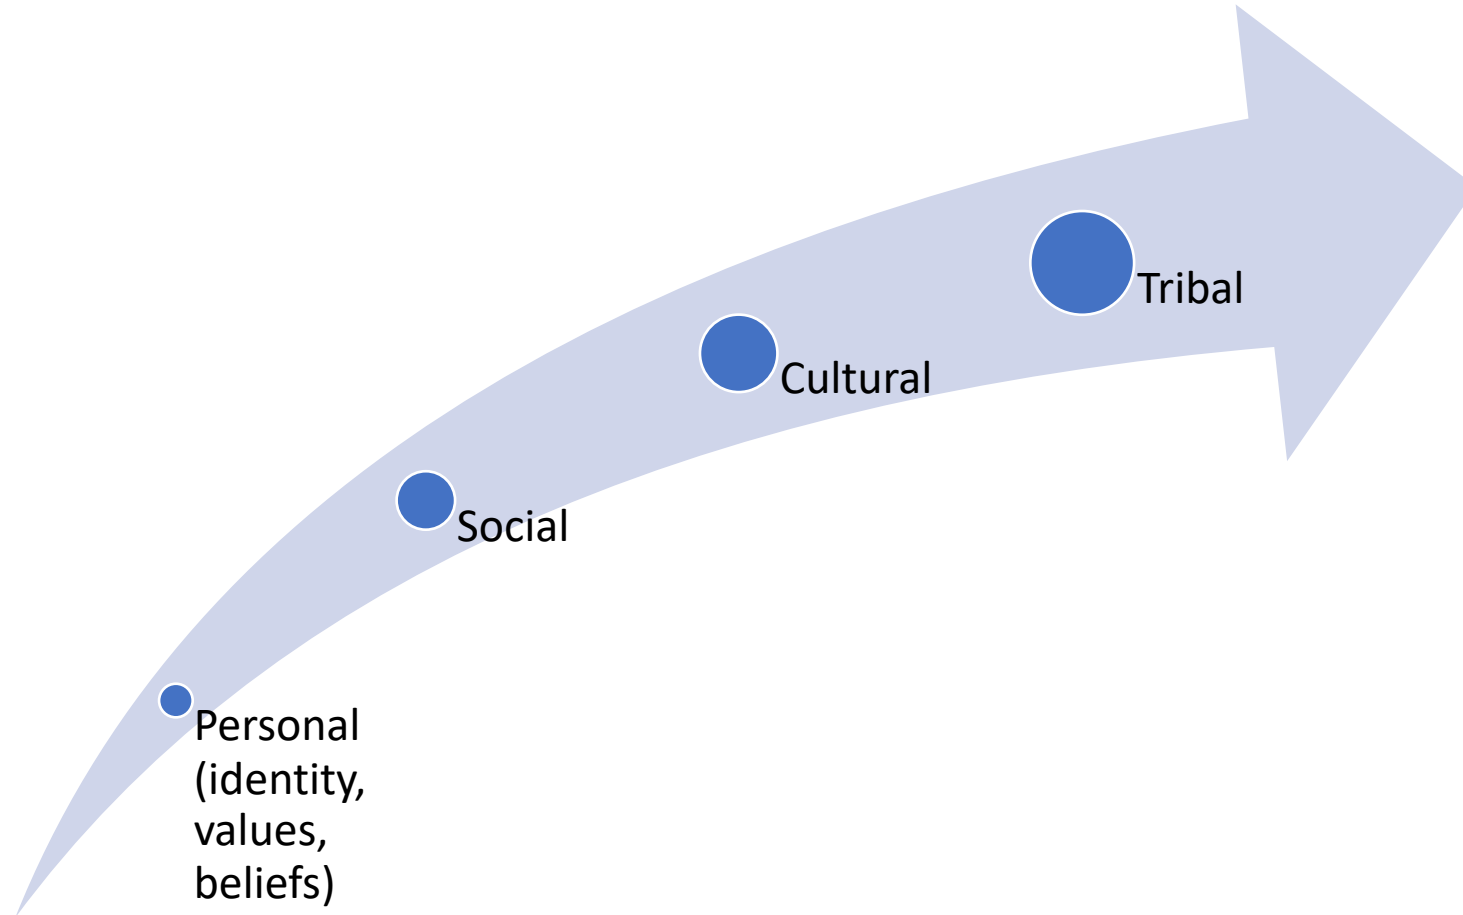 Tribal
Cultural
Social
Personal
(identity,
values,
beliefs)